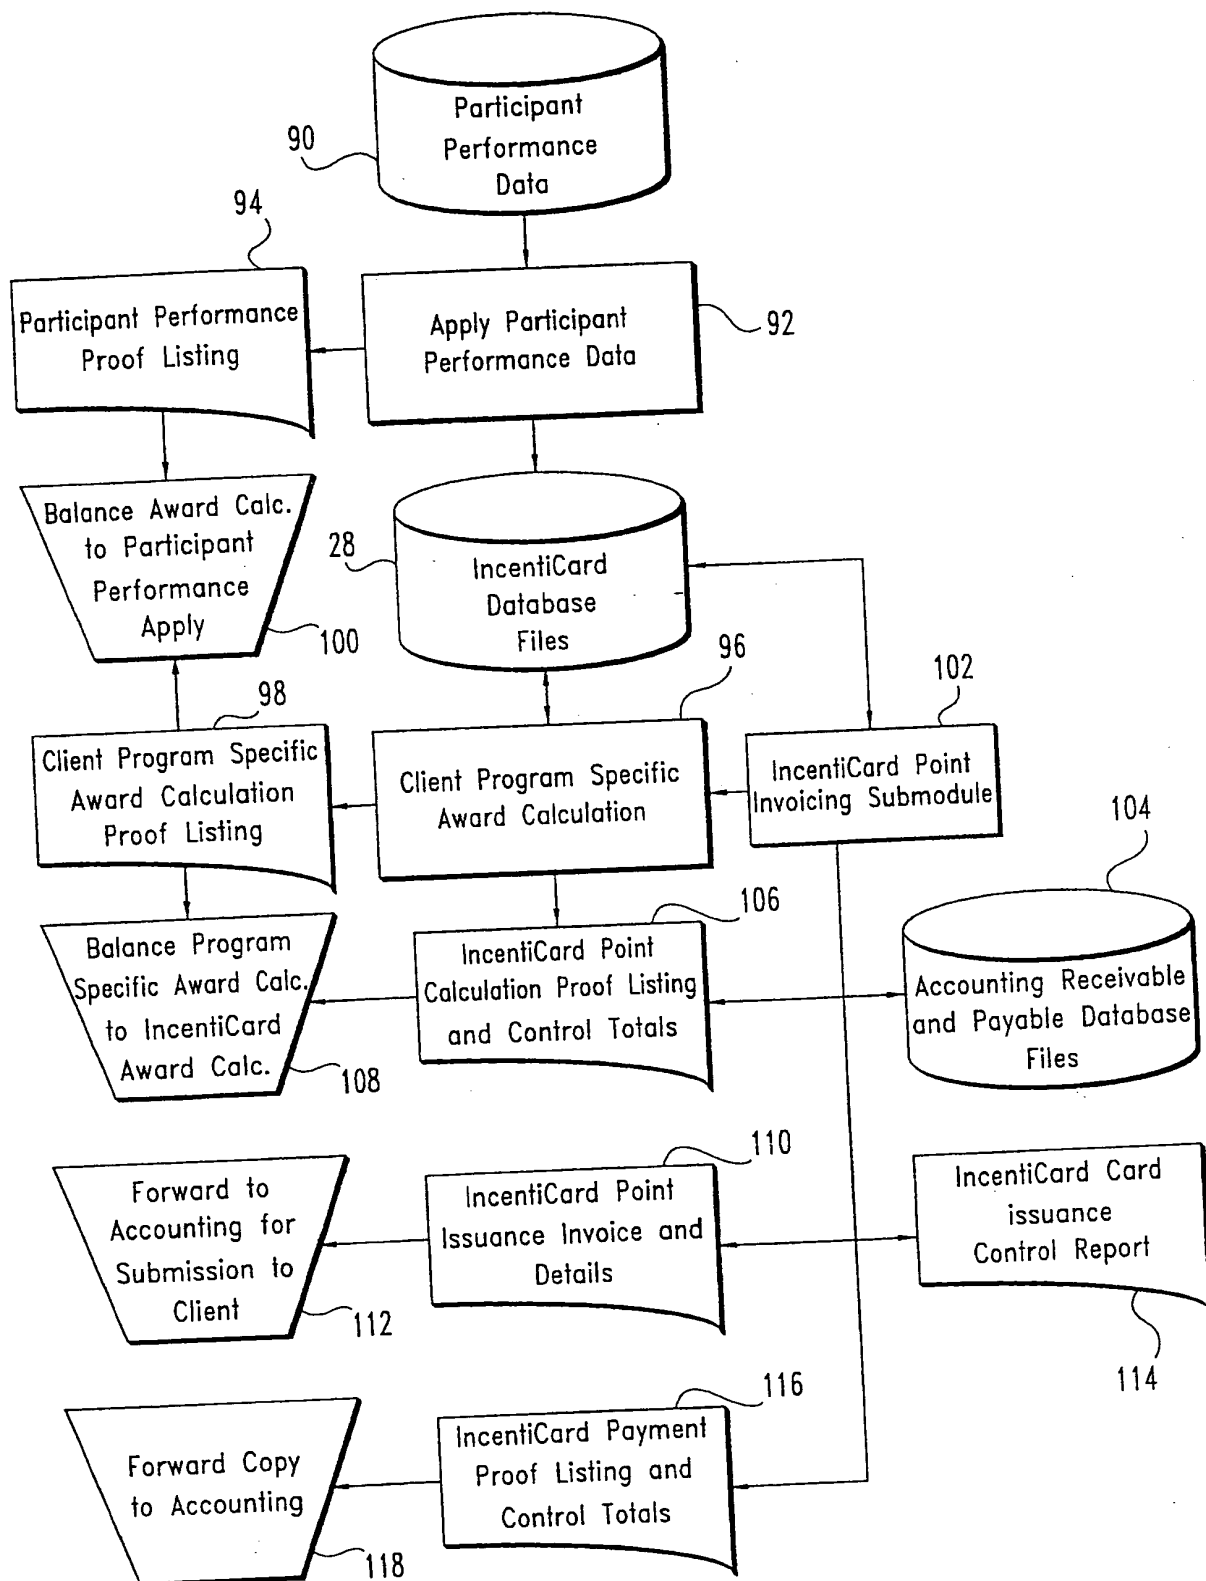 Participant
Performance
Data
90
94
Participant Performance
Proof Listing
Apply Participant
Performance Data
92
Balance Award Calc.
to Participant
Performance
Apply
100
28
IncentiCard
Database
Files
96
102
98
Client Program Specific
Award Calculation
Proof Listing
Client Program Specific
Award Calculation
IncentiCard Point
Invoicing Submodule
104
106
Balance Program
Specific Award Calc.
to IncentiCard
Award Calc.
108
IncentiCard Point
Calculation Proof Listing
and Control Totals
Accounting Receivable
and Payable Database
Files
110
Forward to
Accounting for
Submission to
Client
112
IncentiCard Point
Issuance Invoice and
Details
IncentiCard Card
issuance
Control Report
114
116
Forward Copy
to Accounting
118
IncentiCard Payment
Proof Listing and
Control Totals